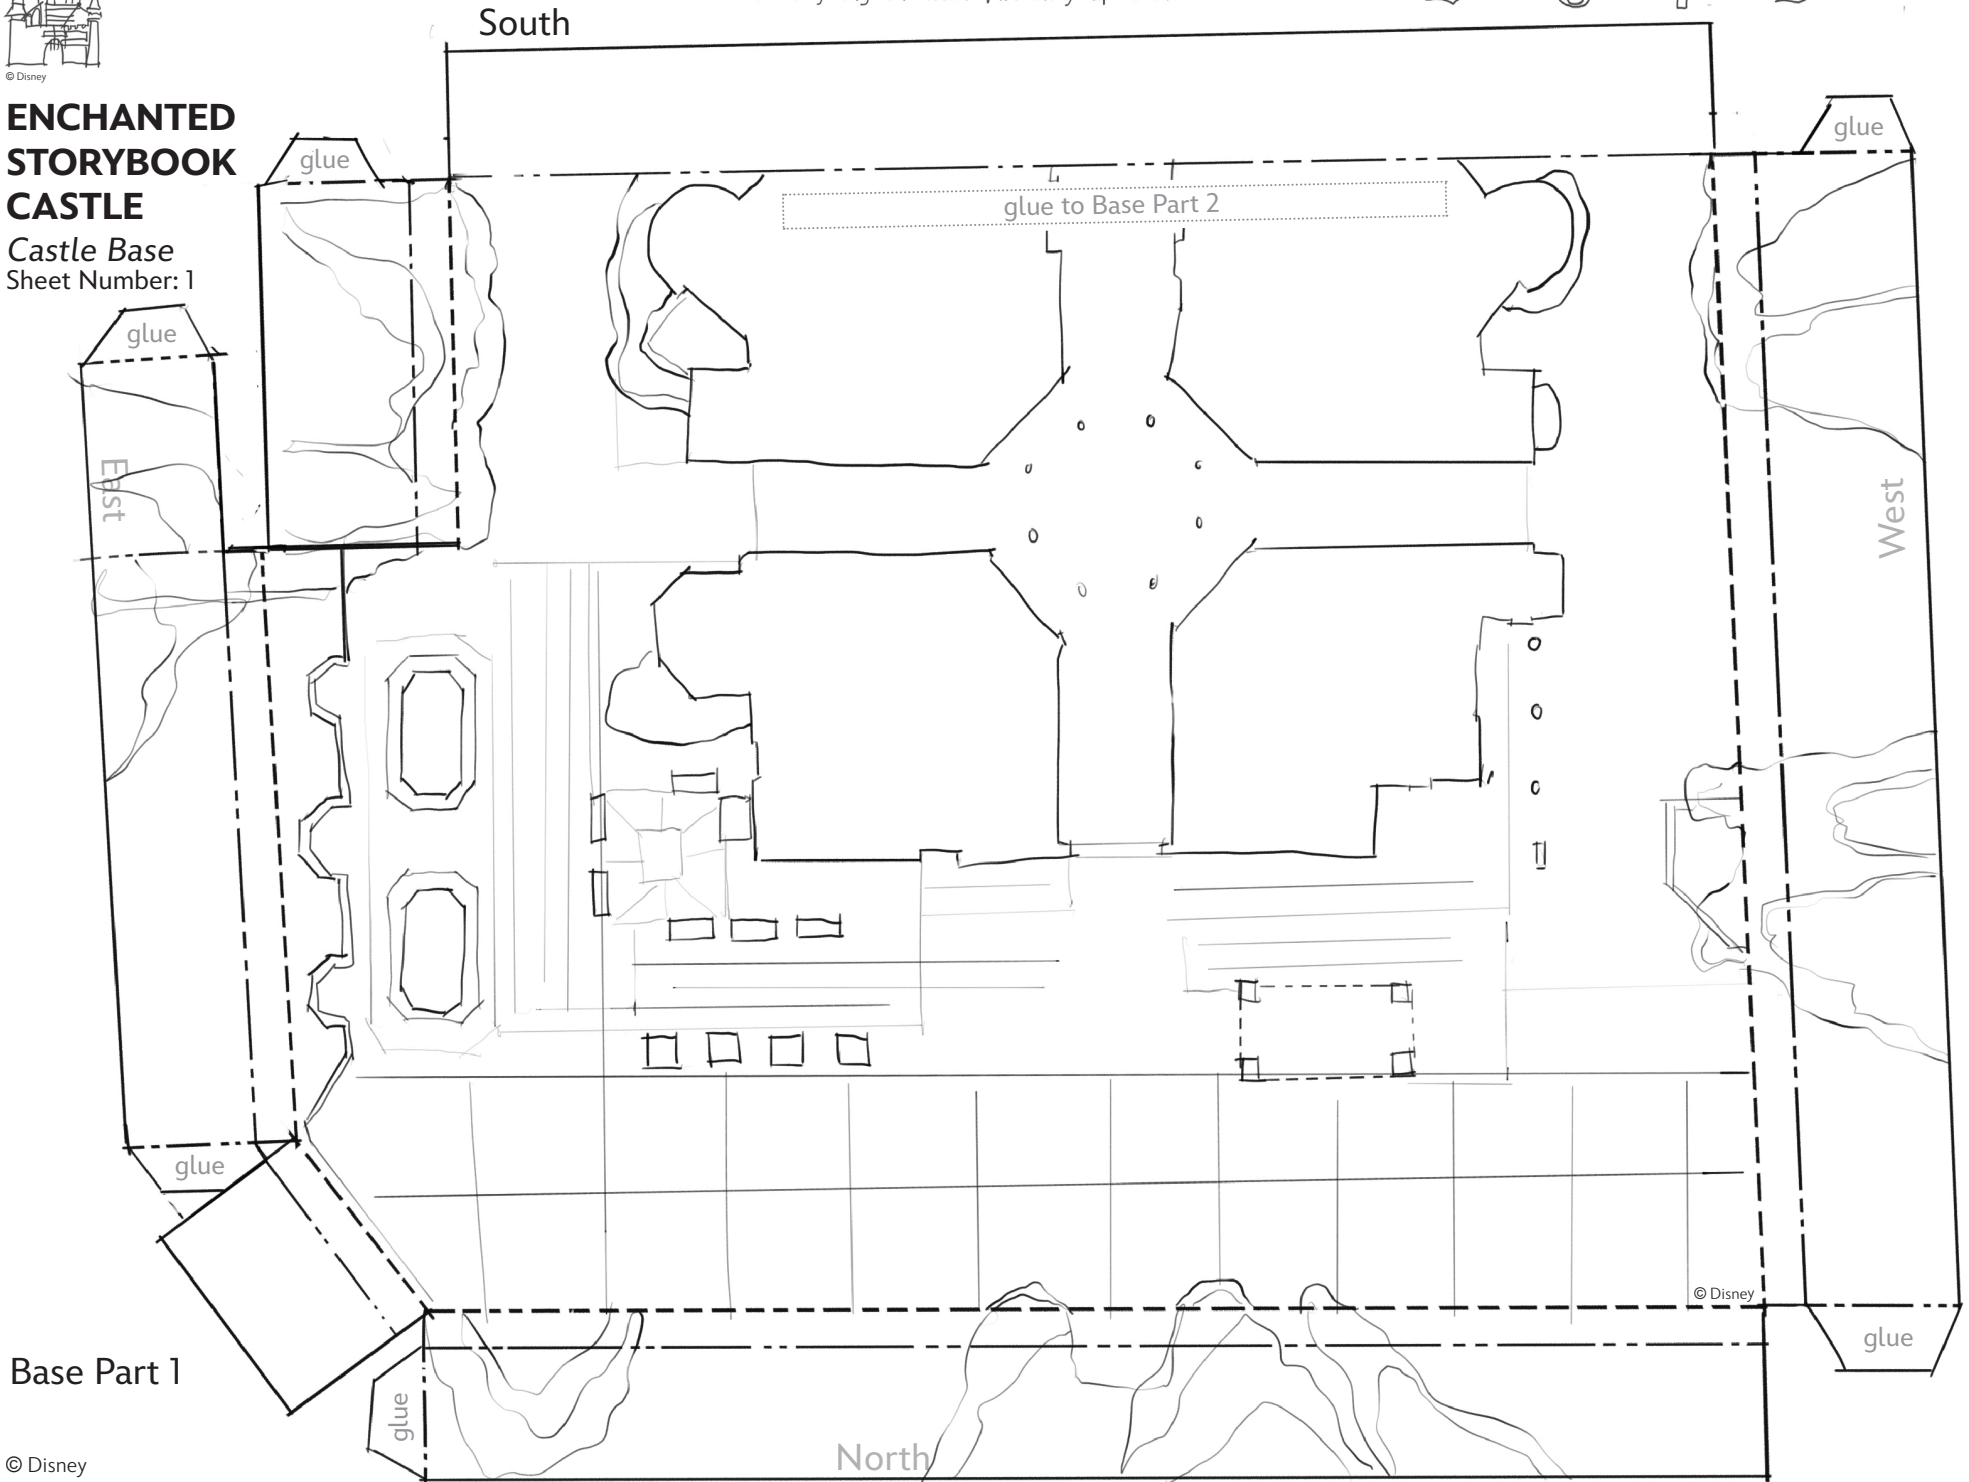 South
© Disney
ENCHANTED
STORYBOOK
CASTLE
Castle Base
Sheet Number: 1
glue
glue
glue
glue to Base Part 2
East
West
glue
© Disney
glue
Base Part 1
glue
North
© Disney